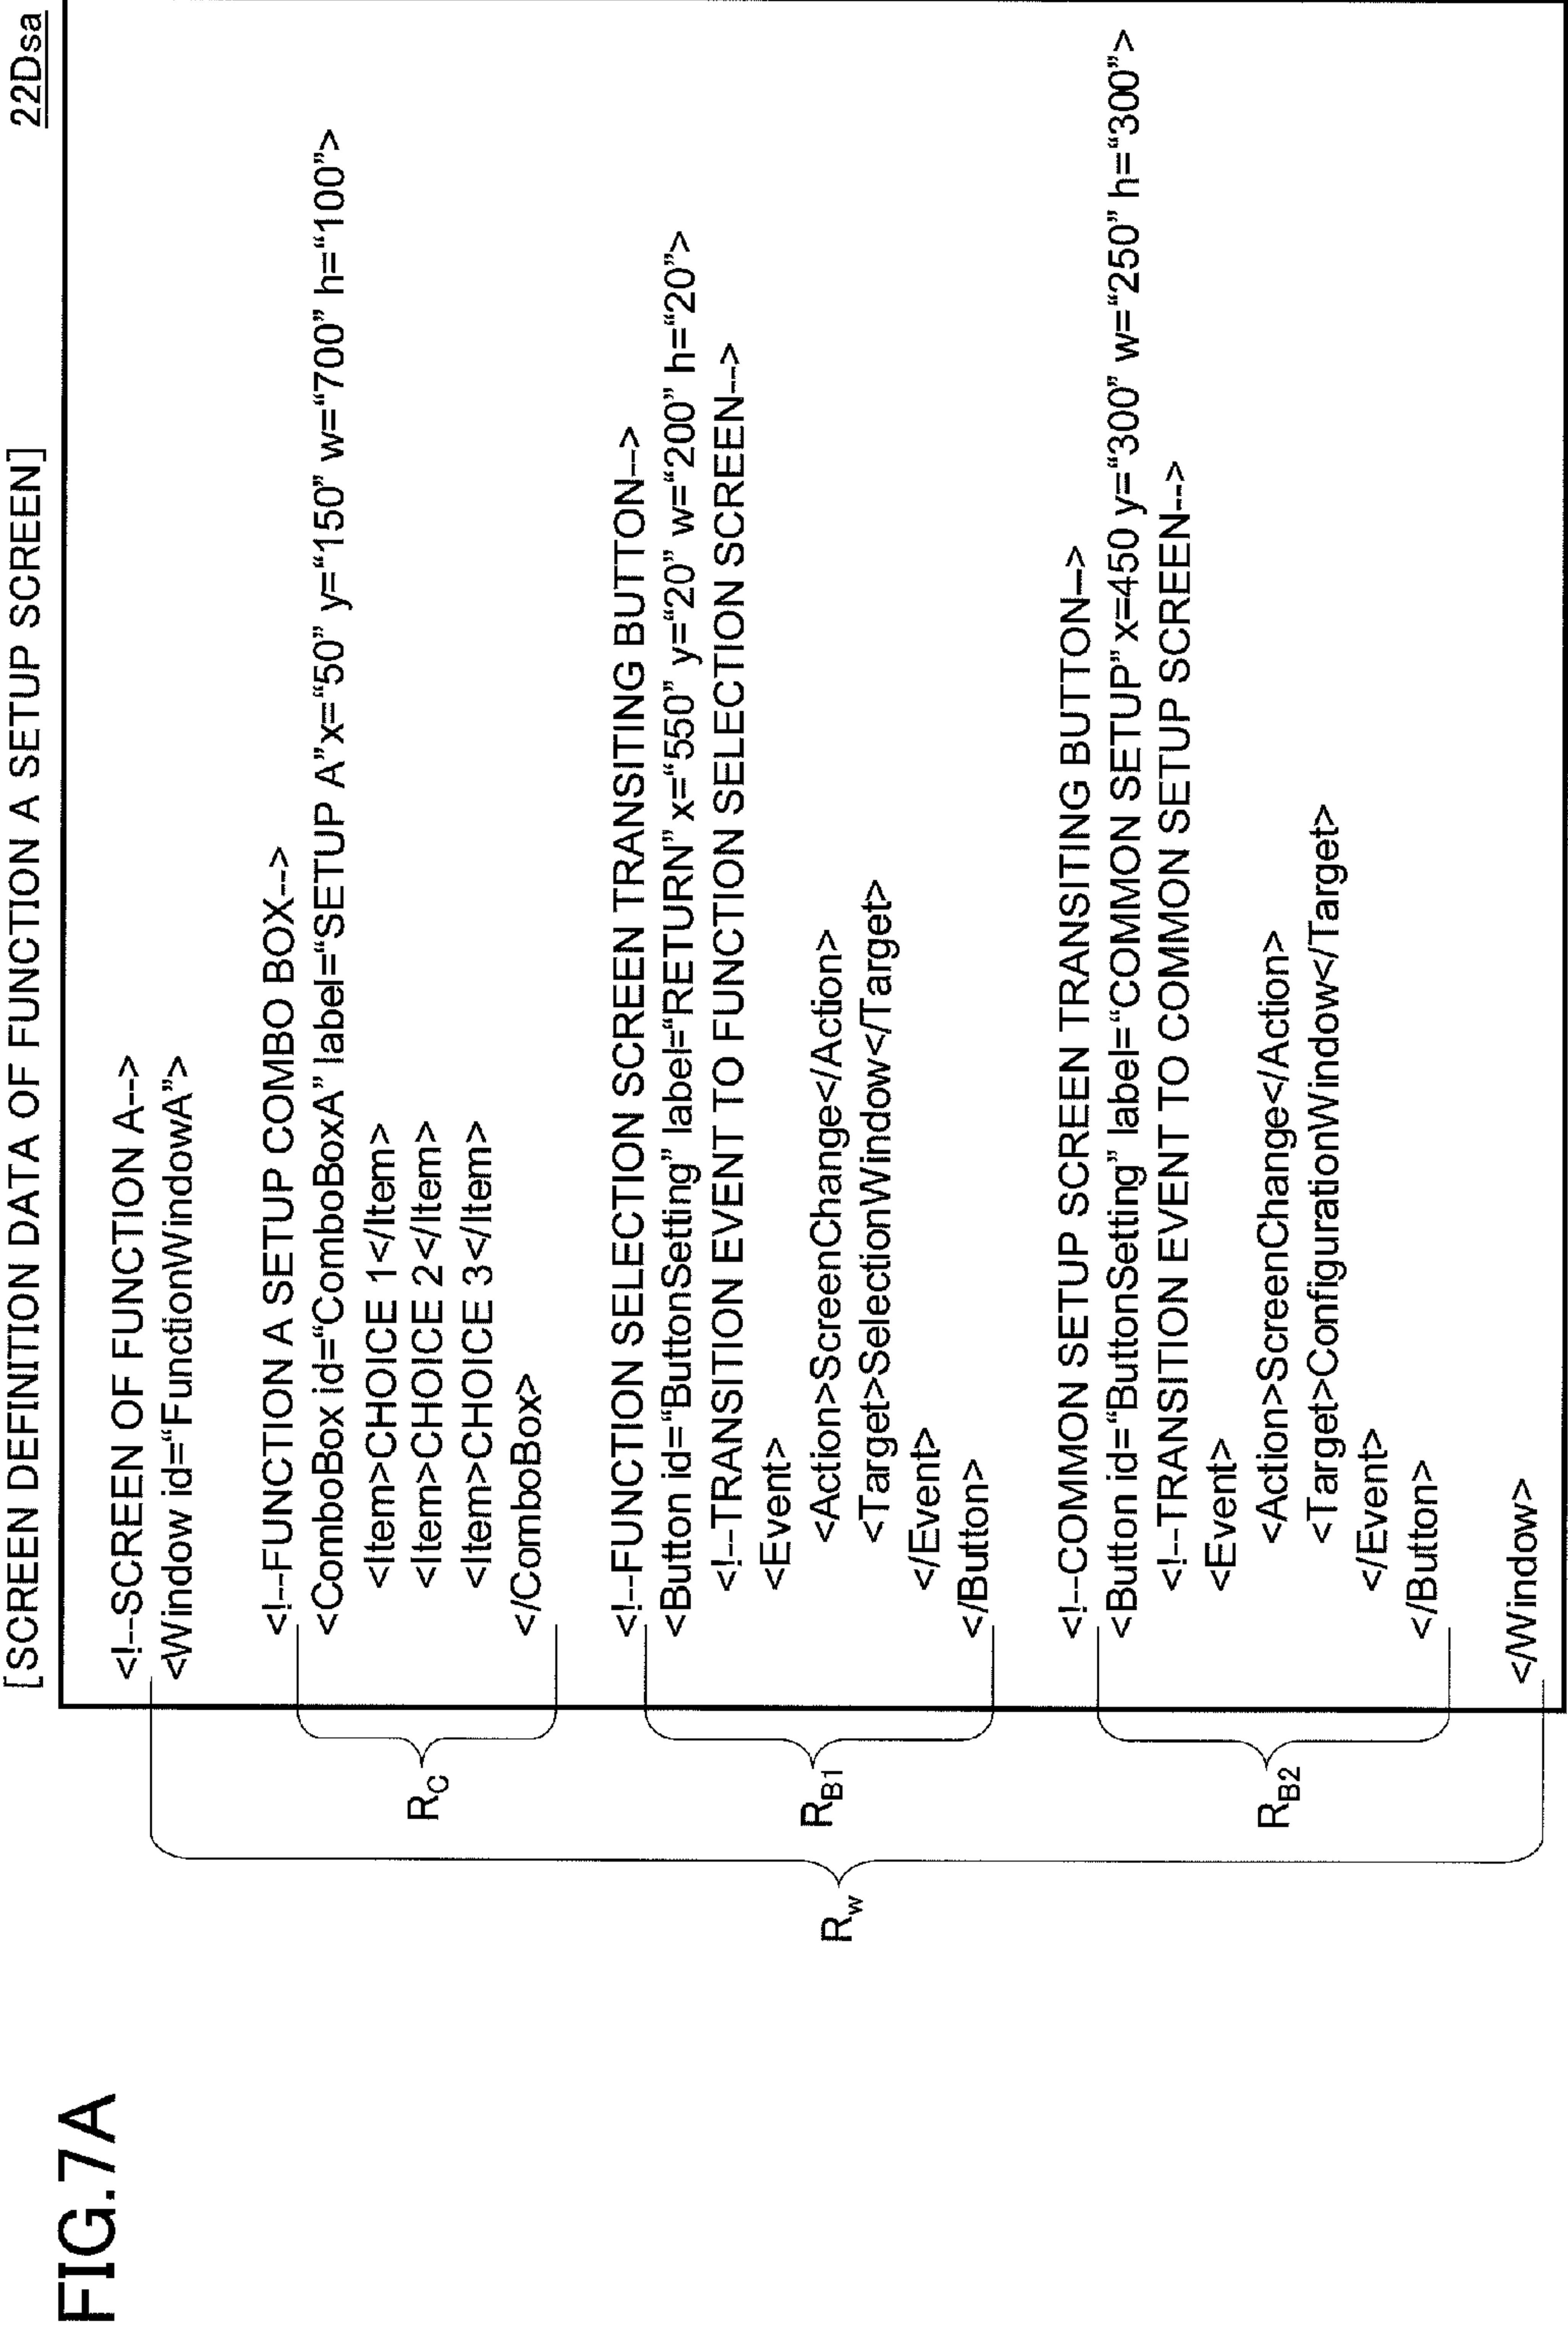 FIG.7A
[SCREEN DEFINITION DATA OF FUNCTION A SETUP SCREEN]
22Dsa
<!--SCREEN OF FUNCTION A-->
<Window id=“FunctionWindowA”>
<!--FUNCTION A SETUP COMBO BOX-->
<ComboBox id=“ComboBoxA” label=“SETUP A”x=“50” y=“150” w=“700” h=“100”>
<Item>CHOICE 1</Item>
<Item>CHOICE 2</Item>
<Item>CHOICE 3</Item>
</ComboBox>
<!--FUNCTION SELECTION SCREEN TRANSITING BUTTON-->
<Button id=“ButtonSetting” label=“RETURN” x=“550” y=“20” w=“200” h=“20”>
<!--TRANSITION EVENT TO FUNCTION SELECTION SCREEN-->
<Event>
<Action>ScreenChange</Action>
<Target>SelectionWindow</Target>
</Event>
</Button>
<!--COMMON SETUP SCREEN TRANSITING BUTTON-->
<Button id=“ButtonSetting” label=“COMMON SETUP” x=450 y=“300” w=“250” h=“300”>
<!--TRANSITION EVENT TO COMMON SETUP SCREEN-->
<Event>
<Action>ScreenChange</Action>
<Target>ConfigurationWindow</Target>
</Event>
</Button>
</Window>
RC
RB1
RB2
Rw